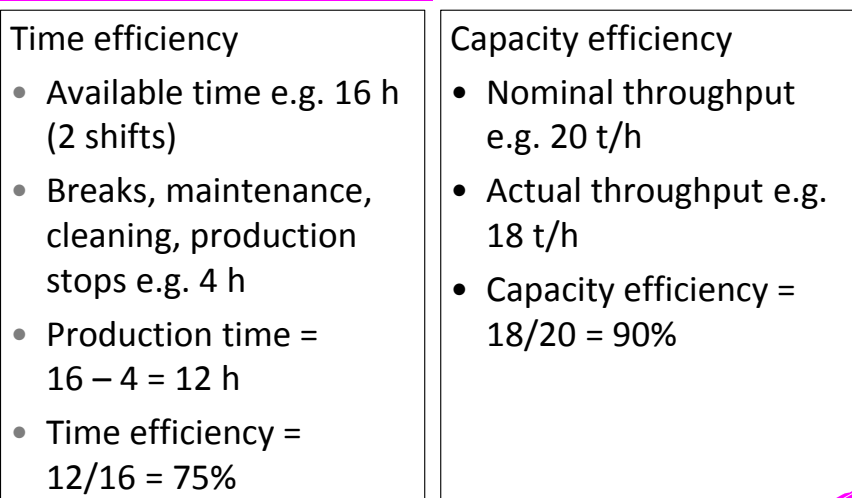 Time efficiency
• Available time e.g. 16 h
(2 shifts)
• Breaks, maintenance,
cleaning, production
stops e.g. 4 h
• Production time =
16 – 4 = 12 h
• Time efficiency =
12/16 = 75%
Capacity efficiency
• Nominal throughput
e.g. 20 t/h
• Actual throughput e.g.
18 t/h
• Capacity efficiency =
18/20 = 90%